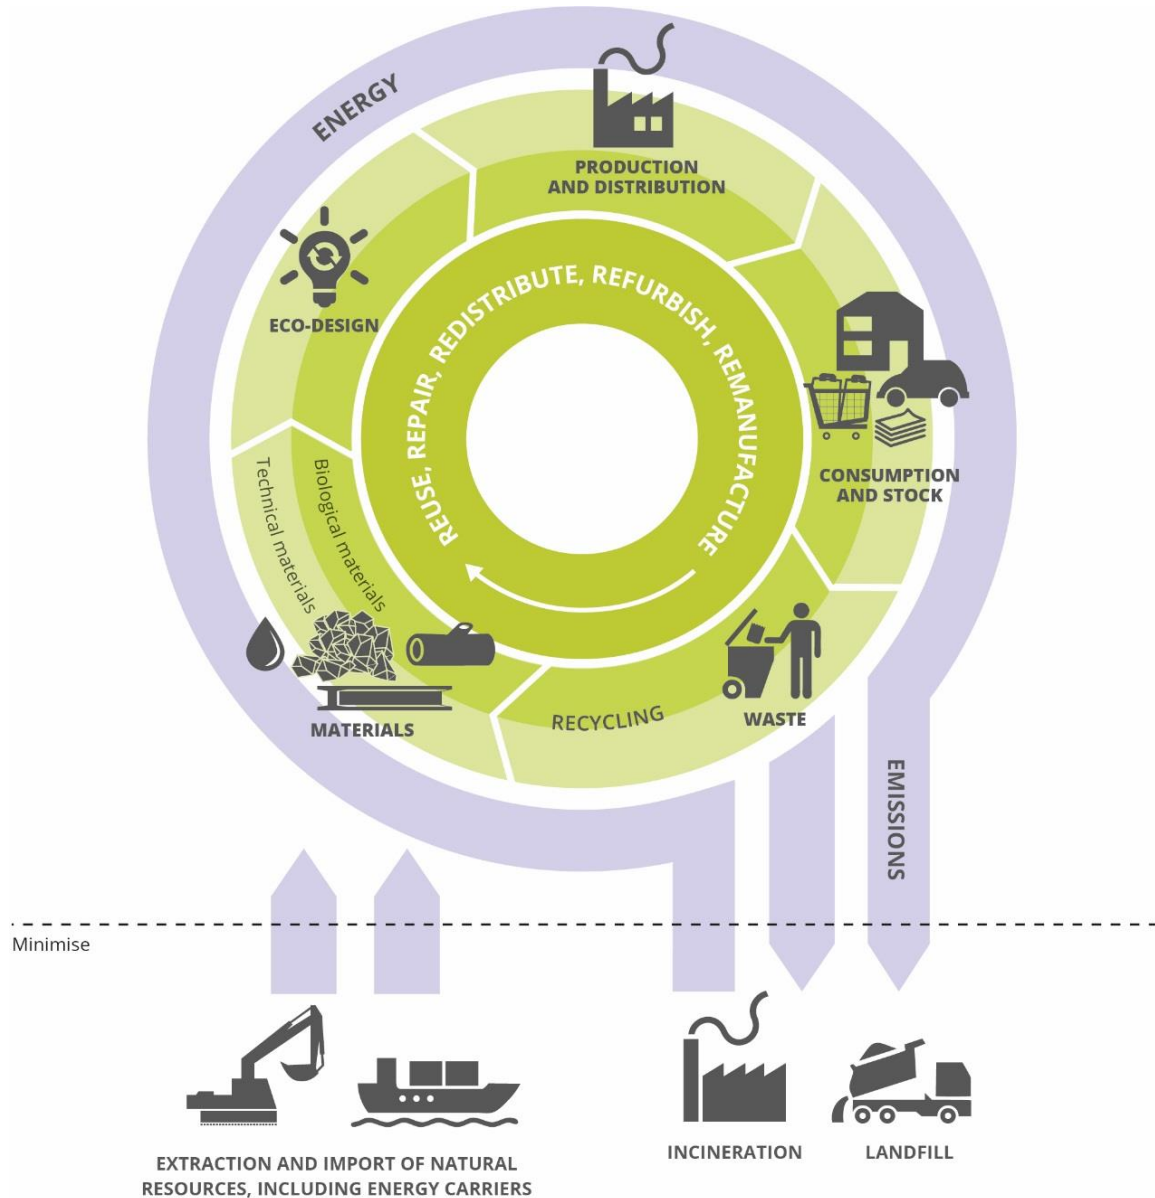 ENERGY
PRODUCTION
AND DISTRIBUTION
ECO-DESIGN
REUSE, REPAIR, REDISTRIBUTE, REFURBISH, REMANUFACTURE
CONSUMPTION
AND STOCK
Technical materials
Biological materials
MATERIALS
RECYCLING
WASTE
EMISSIONS
Minimise
EXTRACTION AND IMPORT OF NATURAL
RESOURCES, INCLUDING ENERGY CARRIERS
INCINERATION
LANDFILL